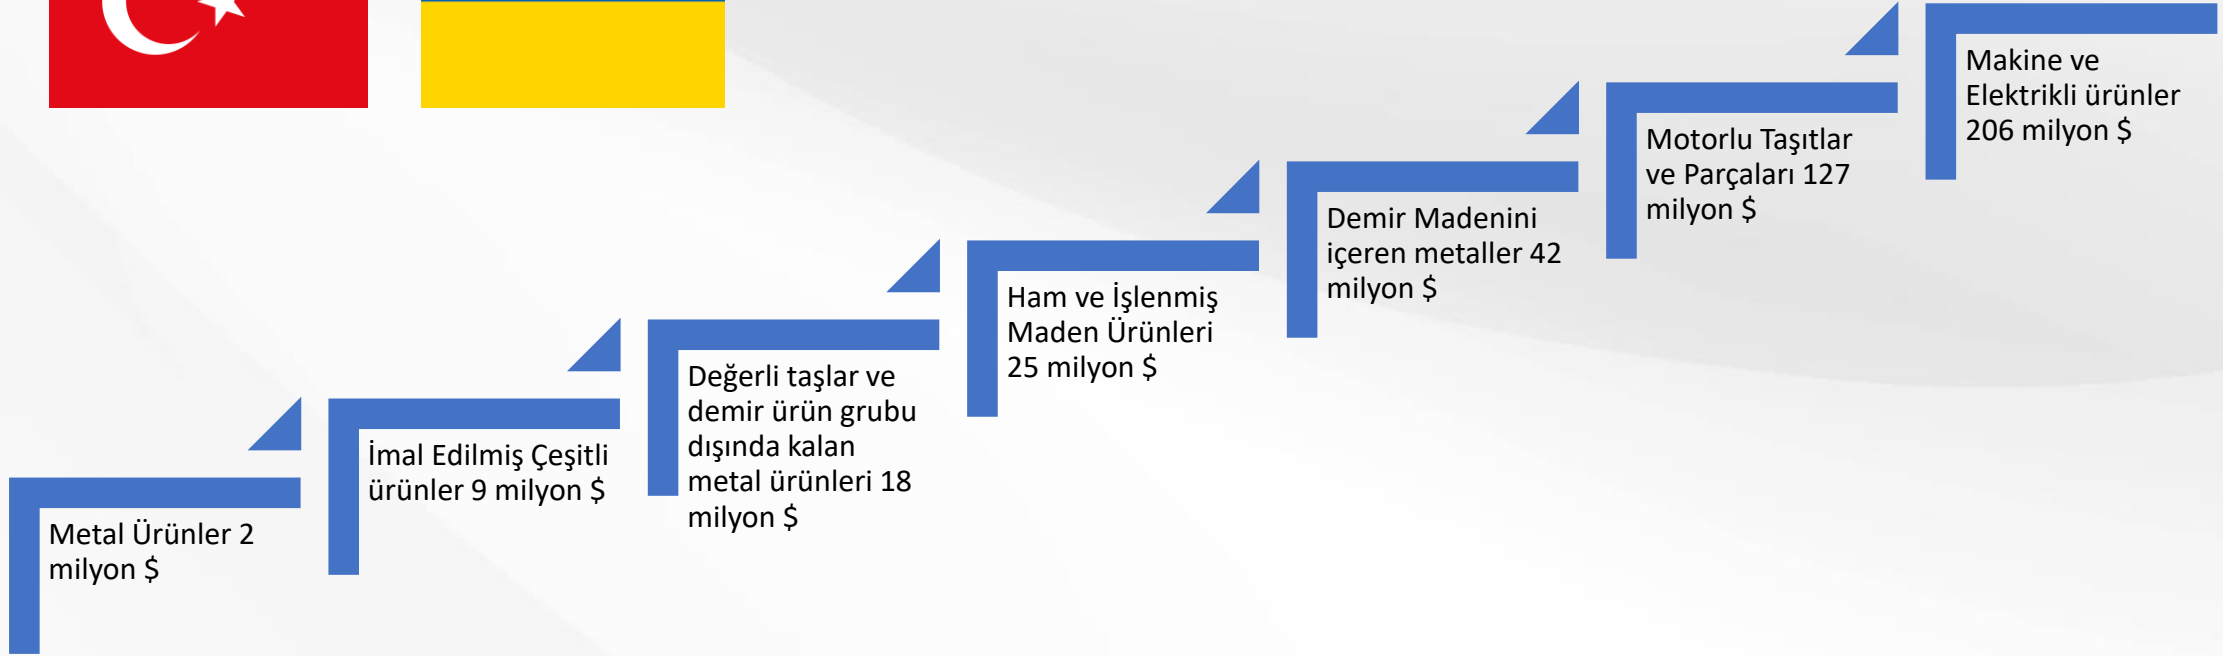 Metal Ürünler 2
milyon $
İmal Edilmiş Çeşitli
ürünler 9 milyon $
Değerli taşlar ve
demir ürün grubu
dışında kalan
metal ürünleri 18
milyon $
Ham ve İşlenmiş
Maden Ürünleri
25 milyon $
Demir Madenini
içeren metaller 42
milyon $
Motorlu Taşıtlar
ve Parçaları 127
milyon $
Makine ve
Elektrikli ürünler
206 milyon $